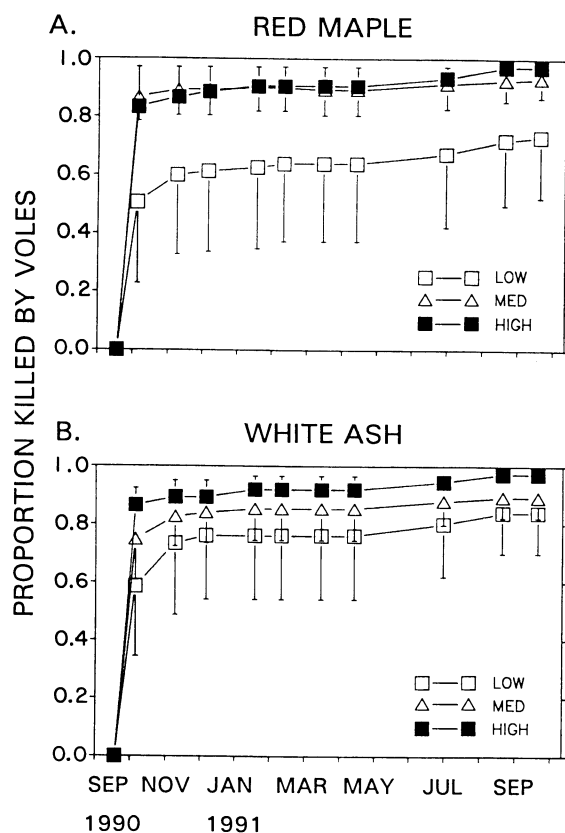 A. RED MAPLE
1.0
0.8
0.6
0.4
0.2
0.0
LOW
MED
HIGH
PROPORTION KILLED BY VOLES
B. WHITE ASH
1.0
0.8
0.6
0.4
0.2
0.0
LOW
MED
HIGH
SEP NOV JAN MAR MAY JUL SEP
1990 1991